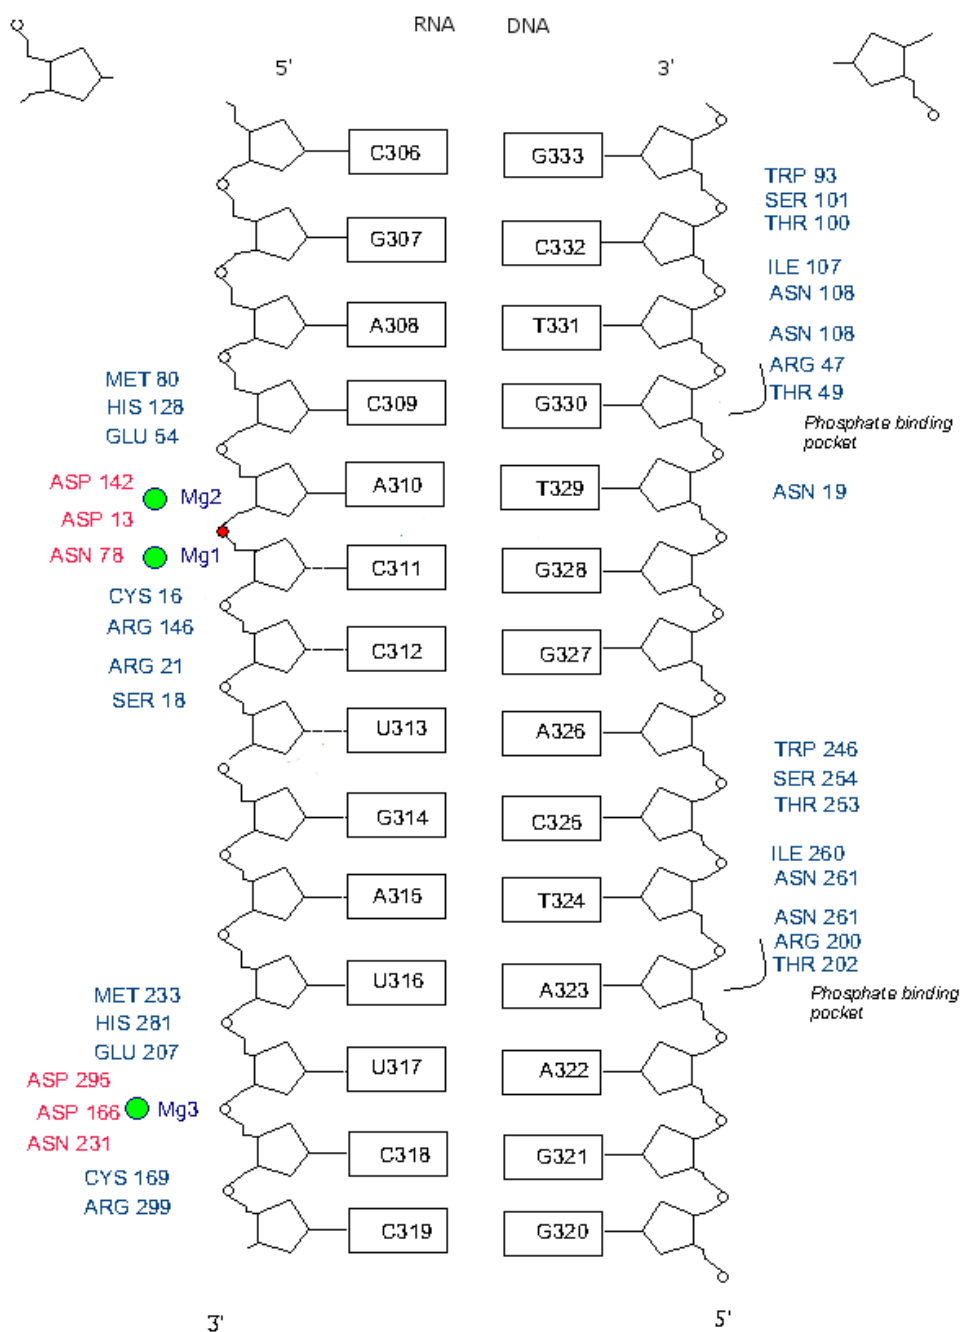 RNA DNA
5' 3'
C306 G333
TRP 93
SER 101
THR 100
G307 C332
ILE 107
ASN 108
A308 T331
ASN 108
ARG 47
MET 80
THR 49
HIS 128
C309 G330
Phosphate binding
pocket
GLU 54
ASP 142
A310 T329
ASN 19
Mg2
ASP 13
ASN 78
Mg1
C311 G328
CYS 16
ARG 146
C312 G327
ARG 21
SER 18
U313 A326
TRP 246
SER 254
THR 253
G314 C325
ILE 260
ASN 261
A315 T324
ASN 261
ARG 200
THR 202
U316 A323
MET 233
Phosphate binding
pocket
HIS 281
GLU 207
U317 A322
ASP 295
ASP 166
Mg3
ASN 231
C318 G321
CYS 169
ARG 299
C319 G320
3' 5'